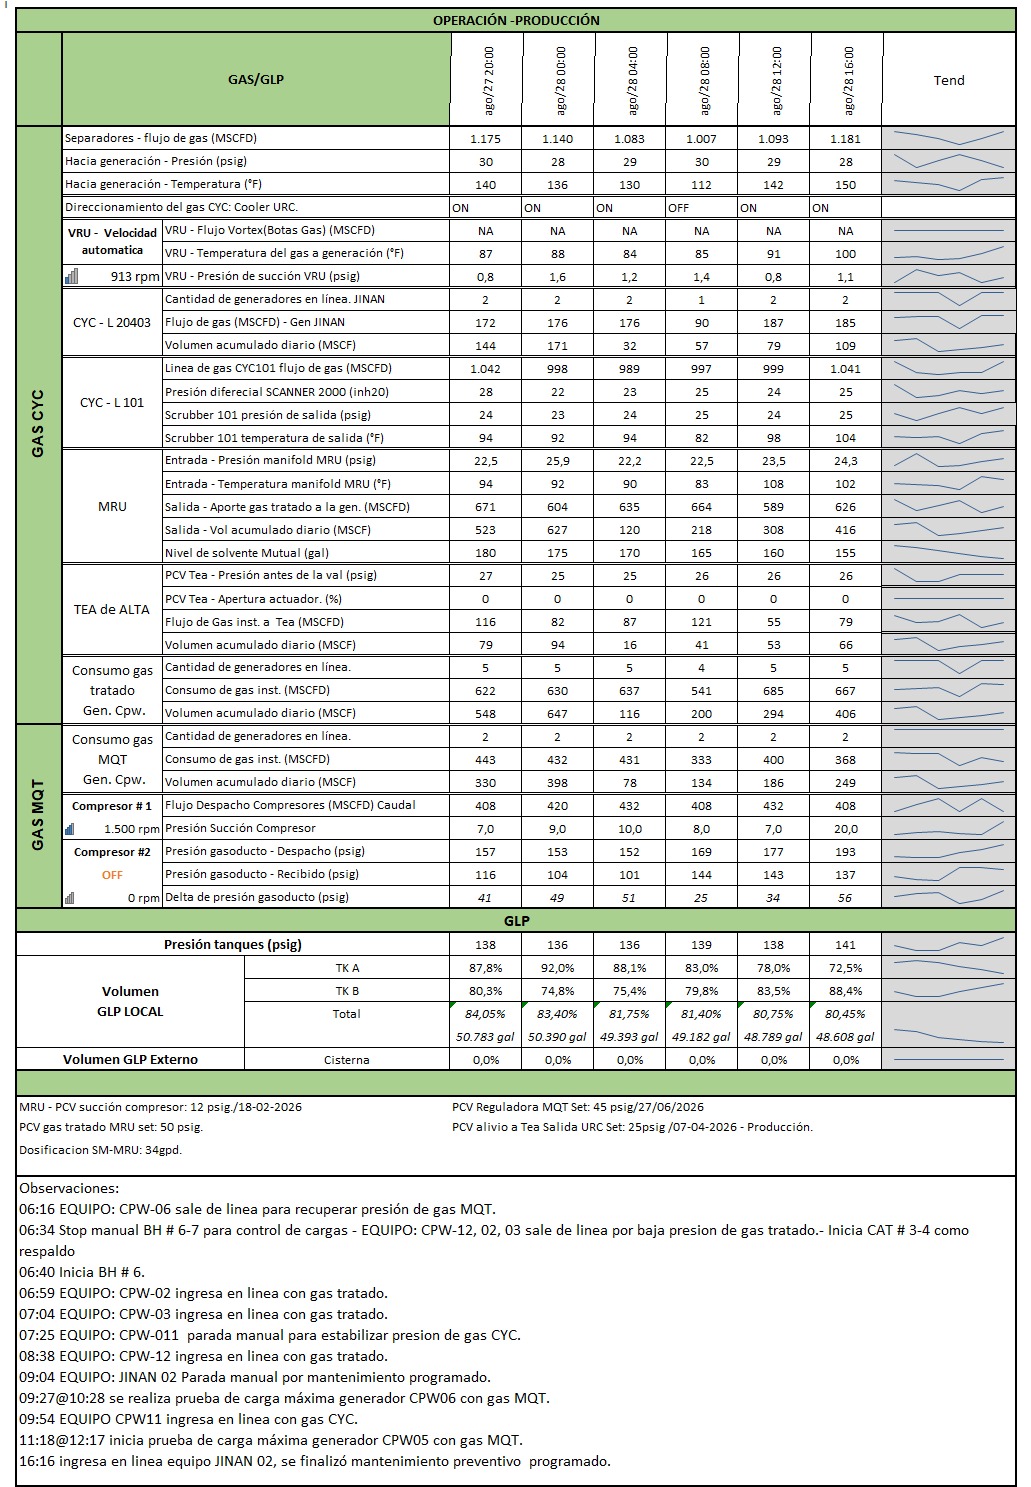 OPERACIÓN -PRODUCCIÓN
GAS/GLP ago/27 20:00 ago/28 00:00 ago/28 04:00 ago/28 08:00 ago/28 12:00 ago/28 16:00 Tend
GAS CYC
Separadores - flujo de gas (MSCFD) 1.175 1.140 1.083 1.007 1.093 1.181
Hacia generación - Presión (psig) 30 28 29 30 29 28
Hacia generación - Temperatura (°F) 140 136 130 112 142 150
Direccionamiento del gas CYC: Cooler URC. ON ON ON OFF ON ON
VRU - Velocidad automatica
VRU - Flujo Vortex(Botas Gas) (MSCFD) NA NA NA NA NA NA
VRU - Temperatura del gas a generación (°F) 87 88 84 85 91 100
913 rpm VRU - Presión de succión VRU (psig) 0,8 1,6 1,2 1,4 0,8 1,1
CYC - L 20403
Cantidad de generadores en línea. JINAN 2 2 2 1 2 2
Flujo de gas (MSCFD) - Gen JINAN 172 176 176 90 187 185
Volumen acumulado diario (MSCF) 144 171 32 57 79 109
CYC - L 101
Linea de gas CYC101 flujo de gas (MSCFD) 1.042 998 989 997 999 1.041
Presión diferecial SCANNER 2000 (inh20) 28 22 23 25 24 25
Scrubber 101 presión de salida (psig) 24 23 24 25 24 25
Scrubber 101 temperatura de salida (°F) 94 92 94 82 98 104
MRU
Entrada - Presión manifold MRU (psig) 22,5 25,9 22,2 22,5 23,5 24,3
Entrada - Temperatura manifold MRU (°F) 94 92 90 83 108 102
Salida - Aporte gas tratado a la gen. (MSCFD) 671 604 635 664 589 626
Salida - Vol acumulado diario (MSCF) 523 627 120 218 308 416
Nivel de solvente Mutual (gal) 180 175 170 165 160 155
TEA de ALTA
PCV Tea - Presión antes de la val (psig) 27 25 25 26 26 26
PCV Tea - Apertura actuador. (%) 0 0 0 0 0 0
Flujo de Gas inst. a Tea (MSCFD) 116 82 87 121 55 79
Volumen acumulado diario (MSCF) 79 94 16 41 53 66
Consumo gas tratado Gen. Cpw.
Cantidad de generadores en línea. 5 5 5 4 5 5
Consumo de gas inst. (MSCFD) 622 630 637 541 685 667
Volumen acumulado diario (MSCF) 548 647 116 200 294 406
GAS MQT
Consumo gas MQT Gen. Cpw.
Cantidad de generadores en línea. 2 2 2 2 2 2
Consumo de gas inst. (MSCFD) 443 432 431 333 400 368
Volumen acumulado diario (MSCF) 330 398 78 134 186 249
Compresor # 1 Flujo Despacho Compresores (MSCFD) Caudal 408 420 432 408 432 408
1.500 rpm Presión Succión Compresor 7,0 9,0 10,0 8,0 7,0 20,0
Compresor #2 Presión gasoducto - Despacho (psig) 157 153 152 169 177 193
OFF Presión gasoducto - Recibido (psig) 116 104 101 144 143 137
0 rpm Delta de presión gasoducto (psig) 41 49 51 25 34 56
GLP
Presión tanques (psig) 138 136 136 139 138 141
Volumen GLP LOCAL
TK A 87,8% 92,0% 88,1% 83,0% 78,0% 72,5%
TK B 80,3% 74,8% 75,4% 79,8% 83,5% 88,4%
Total 84,05% 83,40% 81,75% 81,40% 80,75% 80,45%
50.783 gal 50.390 gal 49.393 gal 49.182 gal 48.789 gal 48.608 gal
Volumen GLP Externo Cisterna 0,0% 0,0% 0,0% 0,0% 0,0% 0,0%
MRU - PCV succión compresor: 12 psig./18-02-2026 PCV Reguladora MQT Set: 45 psig/27/06/2026
PCV gas tratado MRU set: 50 psig. PCV alivio a Tea Salida URC Set: 25psig /07-04-2026 - Producción.
Dosificacion SM-MRU: 34gpd.
Observaciones:
06:16 EQUIPO: CPW-06 sale de linea para recuperar presión de gas MQT.
06:34 Stop manual BH # 6-7 para control de cargas - EQUIPO: CPW-12, 02, 03 sale de linea por baja presion de gas tratado.- Inicia CAT # 3-4 como
respaldo
06:40 Inicia BH # 6.
06:59 EQUIPO: CPW-02 ingresa en linea con gas tratado.
07:04 EQUIPO: CPW-03 ingresa en linea con gas tratado.
07:25 EQUIPO: CPW-011 parada manual para estabilizar presion de gas CYC.
08:38 EQUIPO: CPW-12 ingresa en linea con gas tratado.
09:04 EQUIPO: JINAN 02 Parada manual por mantenimiento programado.
09:27@10:28 se realiza prueba de carga máxima generador CPW06 con gas MQT.
09:54 EQUIPO CPW11 ingresa en linea con gas CYC.
11:18@12:17 inicia prueba de carga máxima generador CPW05 con gas MQT.
16:16 ingresa en linea equipo JINAN 02, se finalizó mantenimiento preventivo programado.